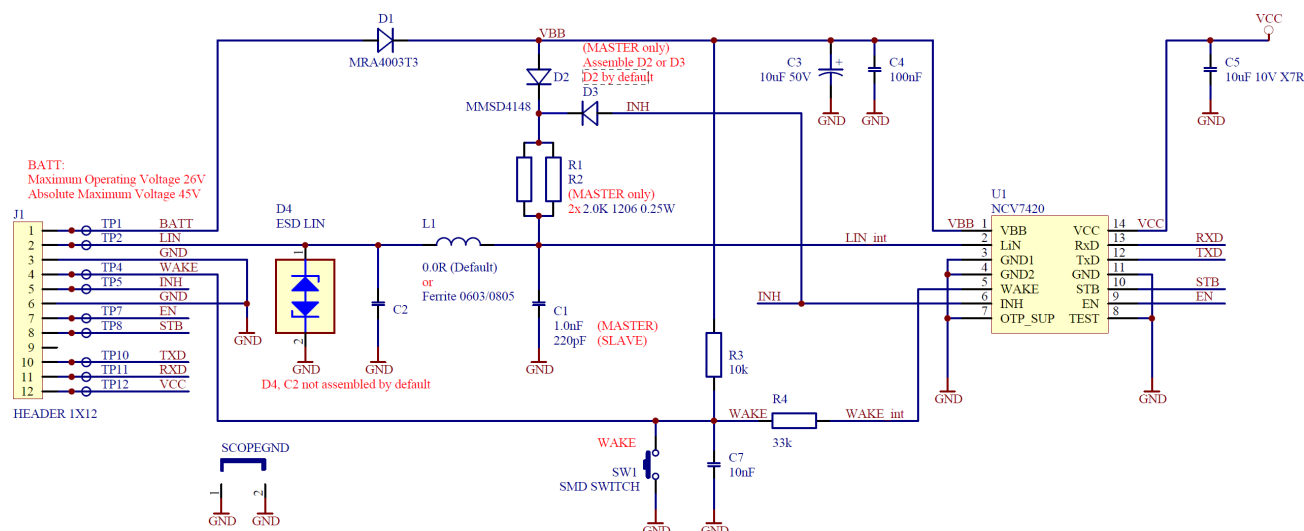 D1
MRA4003T3
VBB
(MASTER only)
Assemble D2 or D3
D2 by default
D2
MMSD4148
D3
INH
C3
10uF 50V
+
C4
100nF
GND
GND
VCC
C5
10uF 10V X7R
GND
BATT:
Maximum Operating Voltage 26V
Absolute Maximum Voltage 45V
R1
R2
(MASTER only)
2x 2.0K 1206 0.25W
J1
1 TP1 BATT
2 TP2 LIN
3 GND
4 TP4 WAKE
5 TP5 INH
6 GND
7 TP7 EN
8 TP8 STB
9
10 TP10 TXD
11 TP11 RXD
12 TP12 VCC
HEADER 1X12
GND
D4
ESD LIN
1
2
GND
C2
GND
D4, C2 not assembled by default
L1
0.0R (Default)
or
Ferrite 0603/0805
C1
1.0nF (MASTER)
220pF (SLAVE)
GND
LIN_int
INH
U1
NCV7420
VBB 1 VBB VCC 14 VCC
2 LiN RxD 13 RXD
3 GND1 TxD 12 TXD
4 GND2 GND 11
5 WAKE STB 10 STB
6 INH EN 9 EN
7 OTP_SUP TEST 8
GND
GND
R3
10k
WAKE
R4
33k
WAKE_int
WAKE
SW1
SMD SWITCH
GND
C7
10nF
GND
SCOPEGND
1
2
GND
GND